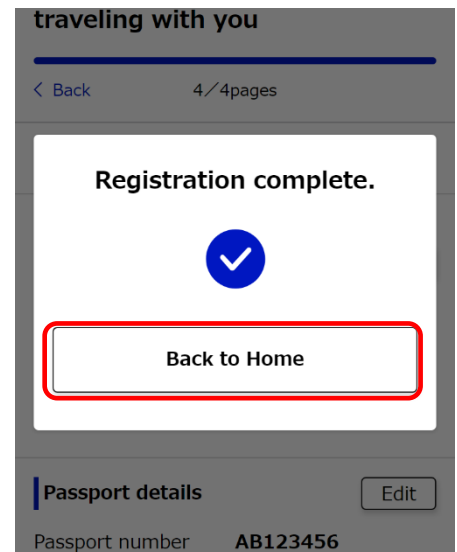 traveling with you
< Back 4／4pages
Registration complete.
Back to Home
Passport details Edit
Passport number AB123456